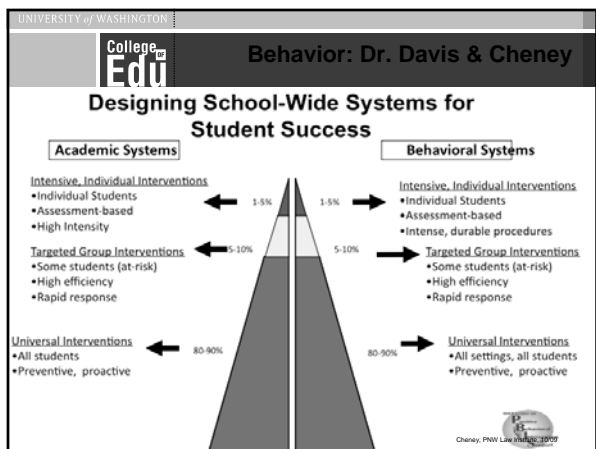 UNIVERSITY of WASHINGTON
College OF
Edu
Behavior: Dr. Davis & Cheney
Designing School-Wide Systems for
Student Success
Academic Systems
Intensive, Individual Interventions
•Individual Students
•Assessment-based
•High Intensity
Targeted Group Interventions
•Some students (at-risk)
•High efficiency
•Rapid response
Universal Interventions
•All students
•Preventive, proactive
1-5%
5-10%
80-90%
1-5%
5-10%
80-90%
Behavioral Systems
Intensive, Individual Interventions
•Individual Students
•Assessment-based
•Intense, durable procedures
Targeted Group Interventions
•Some students (at-risk)
•High efficiency
•Rapid response
Universal Interventions
•All settings, all students
•Preventive, proactive
Cheney, PNW Law Institute, 10/09